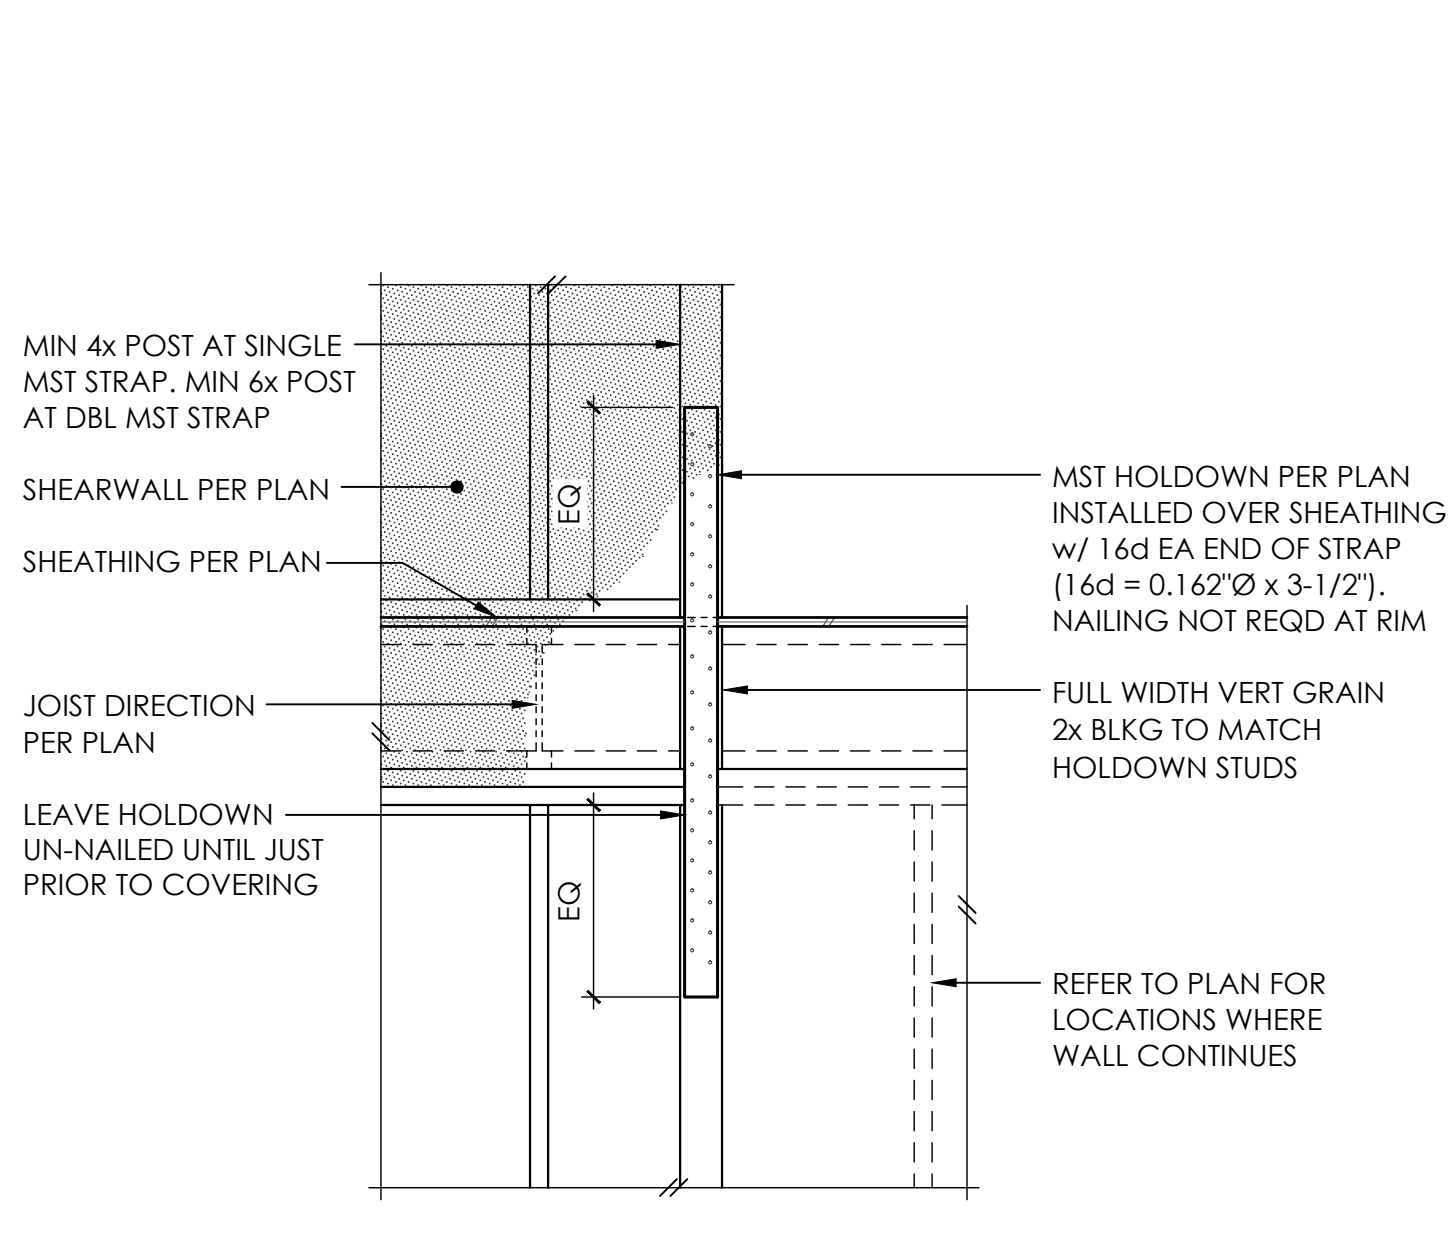 MIN 4x POST AT SINGLE
MST STRAP. MIN 6x POST
AT DBL MST STRAP
SHEARWALL PER PLAN
SHEATHING PER PLAN
JOIST DIRECTION
PER PLAN
LEAVE HOLDOWN
UN-NAILED UNTIL JUST
PRIOR TO COVERING
EQ
EQ
MST HOLDOWN PER PLAN
INSTALLED OVER SHEATHING
w/ 16d EA END OF STRAP
(16d = 0.162"Ø x 3-1/2").
NAILING NOT REQD AT RIM
FULL WIDTH VERT GRAIN
2x BLKG TO MATCH
HOLDOWN STUDS
REFER TO PLAN FOR
LOCATIONS WHERE
WALL CONTINUES